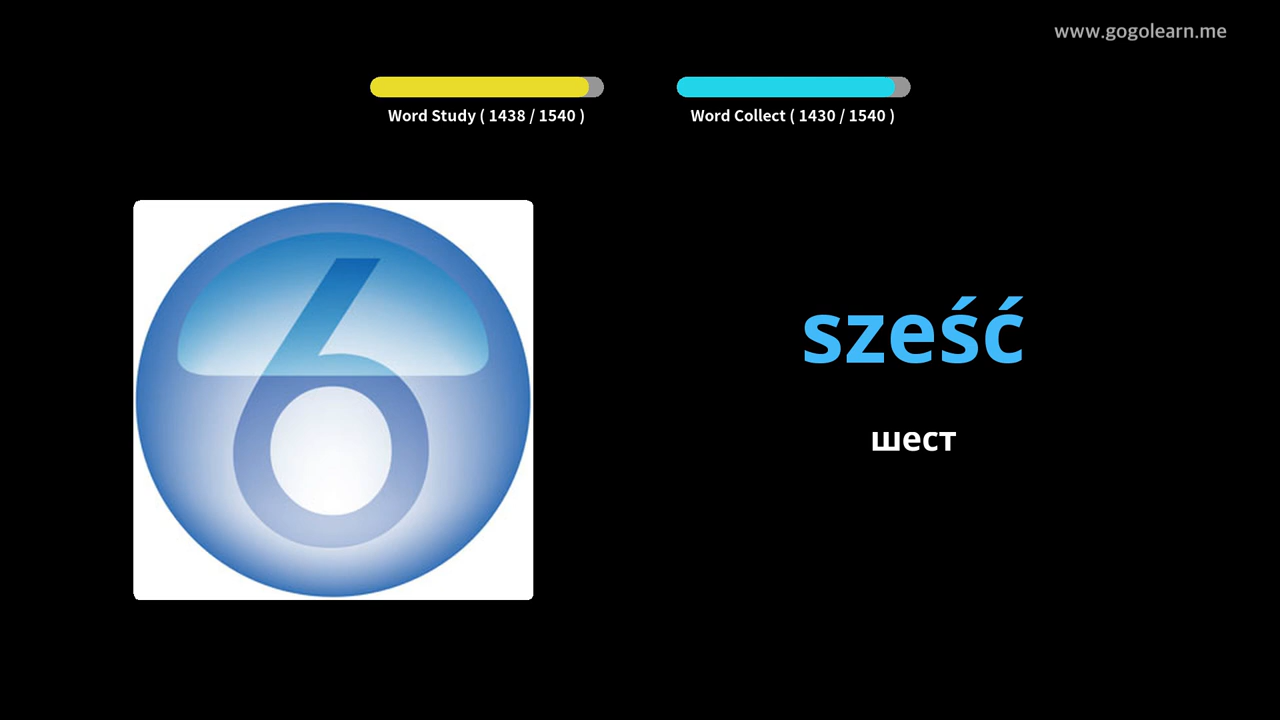 www.gogolearn.me
Word Study ( 1438 / 1540 )
Word Collect ( 1430 / 1540 )
6
sześć
шест